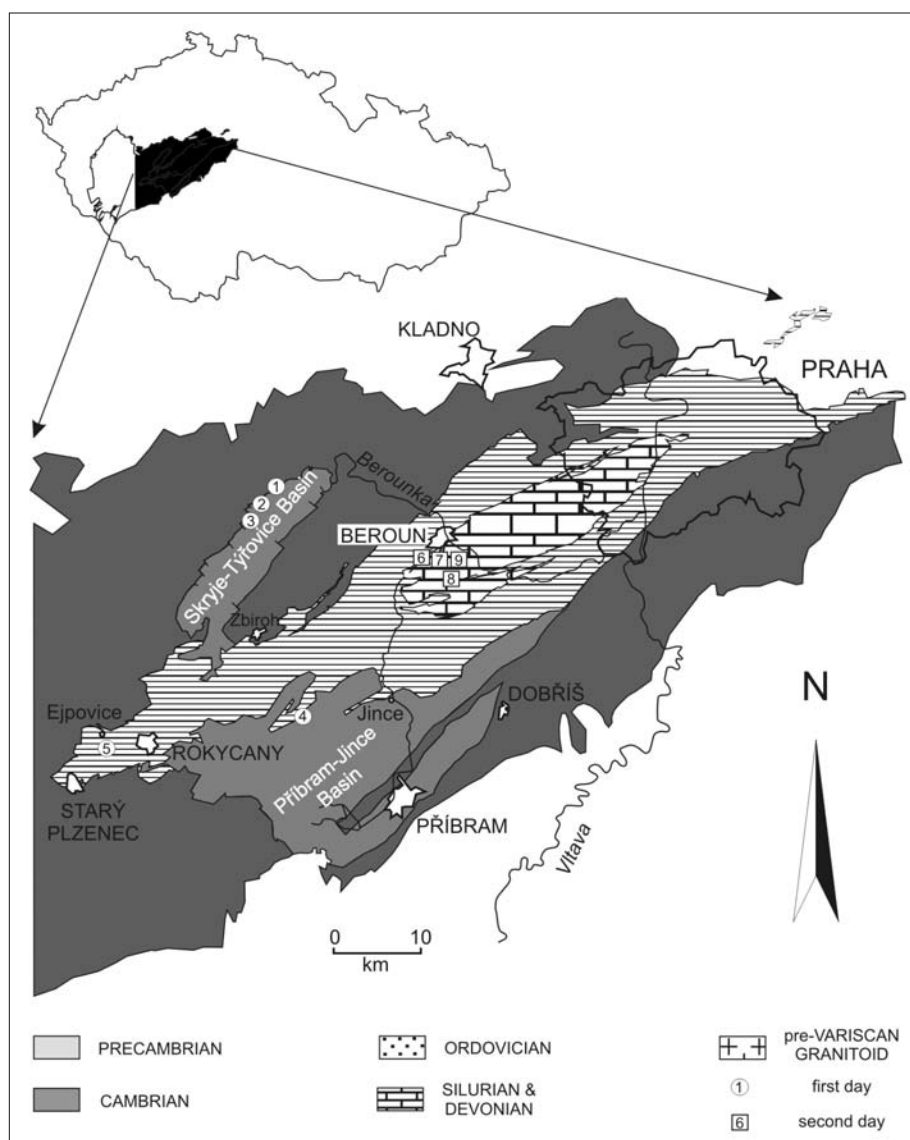 KLADNO
PRAHA
Berounka
1
2
3
Skryje-Týřovice Basin
BEROUN
6
7
9
8
Zbiroh
N
DOBŘÍŠ
Ejpovice
Jince
4
5
ROKYCANY
Příbram-Jince
Basin
STARÝ
PLZENEC
PŘÍBRAM
Vltava
0 10
km
PRECAMBRIAN
CAMBRIAN
ORDOVICIAN
SILURIAN &
DEVONIAN
pre-VARISCAN
GRANITOID
1 first day
6 second day